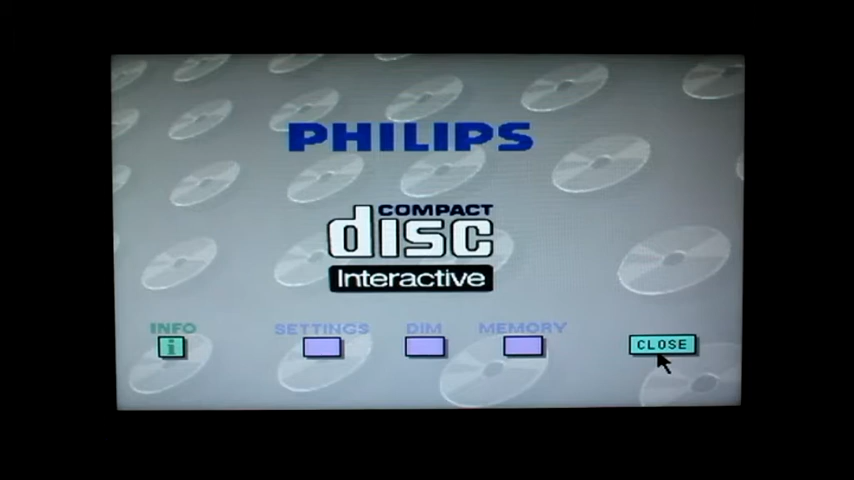 PHILIPS
COMPACT
disc
Interactive
INFO
SETTINGS DIM MEMORY
CLOSE